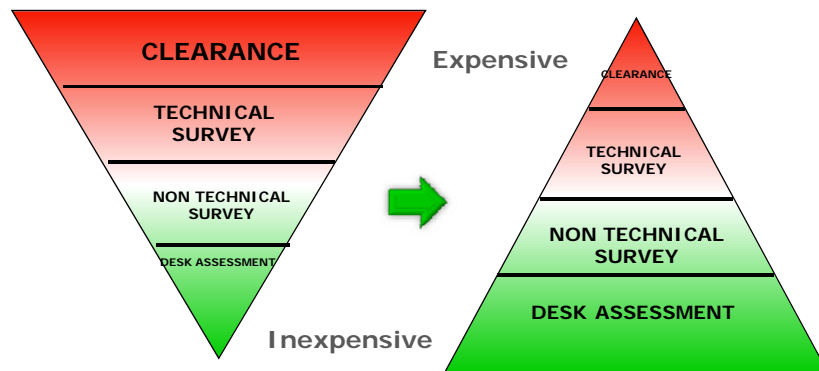 CLEARANCE
TECHNICAL
SURVEY
NON TECHNICAL
SURVEY
DESK ASSESSMENT
Expensive
Inexpensive
CLEARANCE
TECHNICAL
SURVEY
NON TECHNICAL
SURVEY
DESK ASSESSMENT